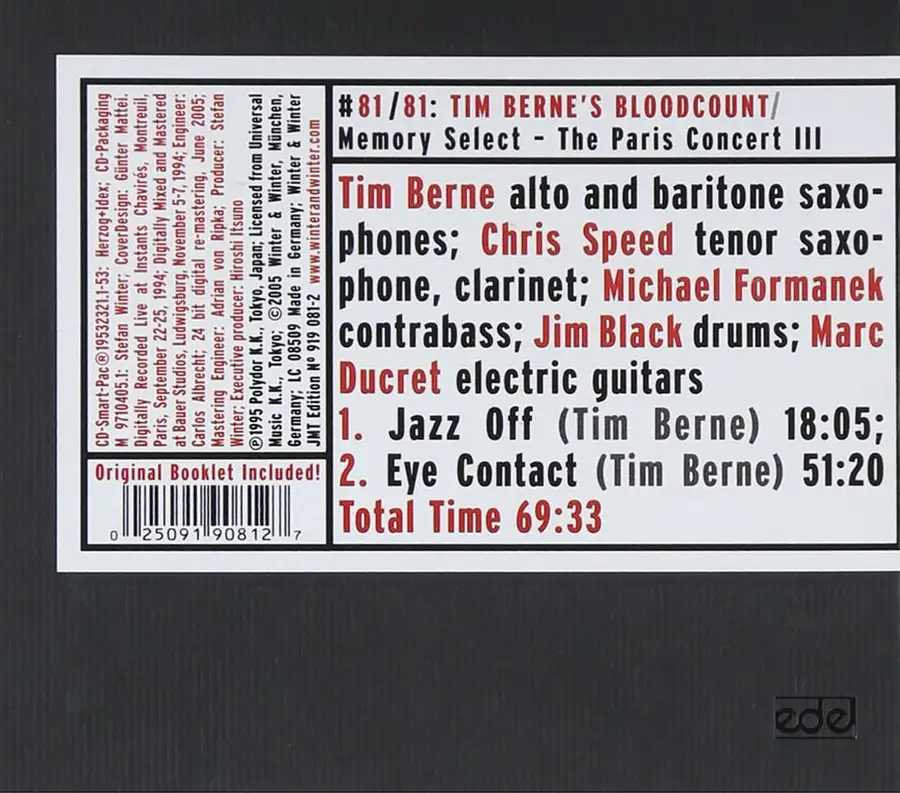 CD-Smart-Pac®19532321.1-53: Herzog+Idex; CD-Packaging
M 9710405.1: Stefan Winter; CoverDesign: Günter Mattei.
Digitally Recorded Live at Instants Chavirés, Montreuil,
Paris, September 22-25, 1994; Digitally Mixed and Mastered
at Bauer Studios, Ludwigsburg, November 5-7, 1994; Engineer:
Carlos Albrecht; 24 bit digital re-mastering, June 2005;
Mastering Engineer: Adrian von Ripka; Producer: Stefan
Winter; Executive producer: Hiroshi Itsuno
℗1995 Polydor K.K., Tokyo, Japan; Licensed from Universal
Music K.K., Tokyo; ©2005 Winter & Winter, München,
Germany; LC 08509 Made in Germany; Winter & Winter
JMT Edition Nº 919 081-2 www.winterandwinter.com
Original Booklet Included!
0 25091 90812 7
#81/81: TIM BERNE'S BLOODCOUNT/
Memory Select - The Paris Concert III
Tim Berne alto and baritone saxo-
phones; Chris Speed tenor saxo-
phone, clarinet; Michael Formanek
contrabass; Jim Black drums; Marc
Ducret electric guitars
1. Jazz Off (Tim Berne) 18:05;
2. Eye Contact (Tim Berne) 51:20
Total Time 69:33
edel